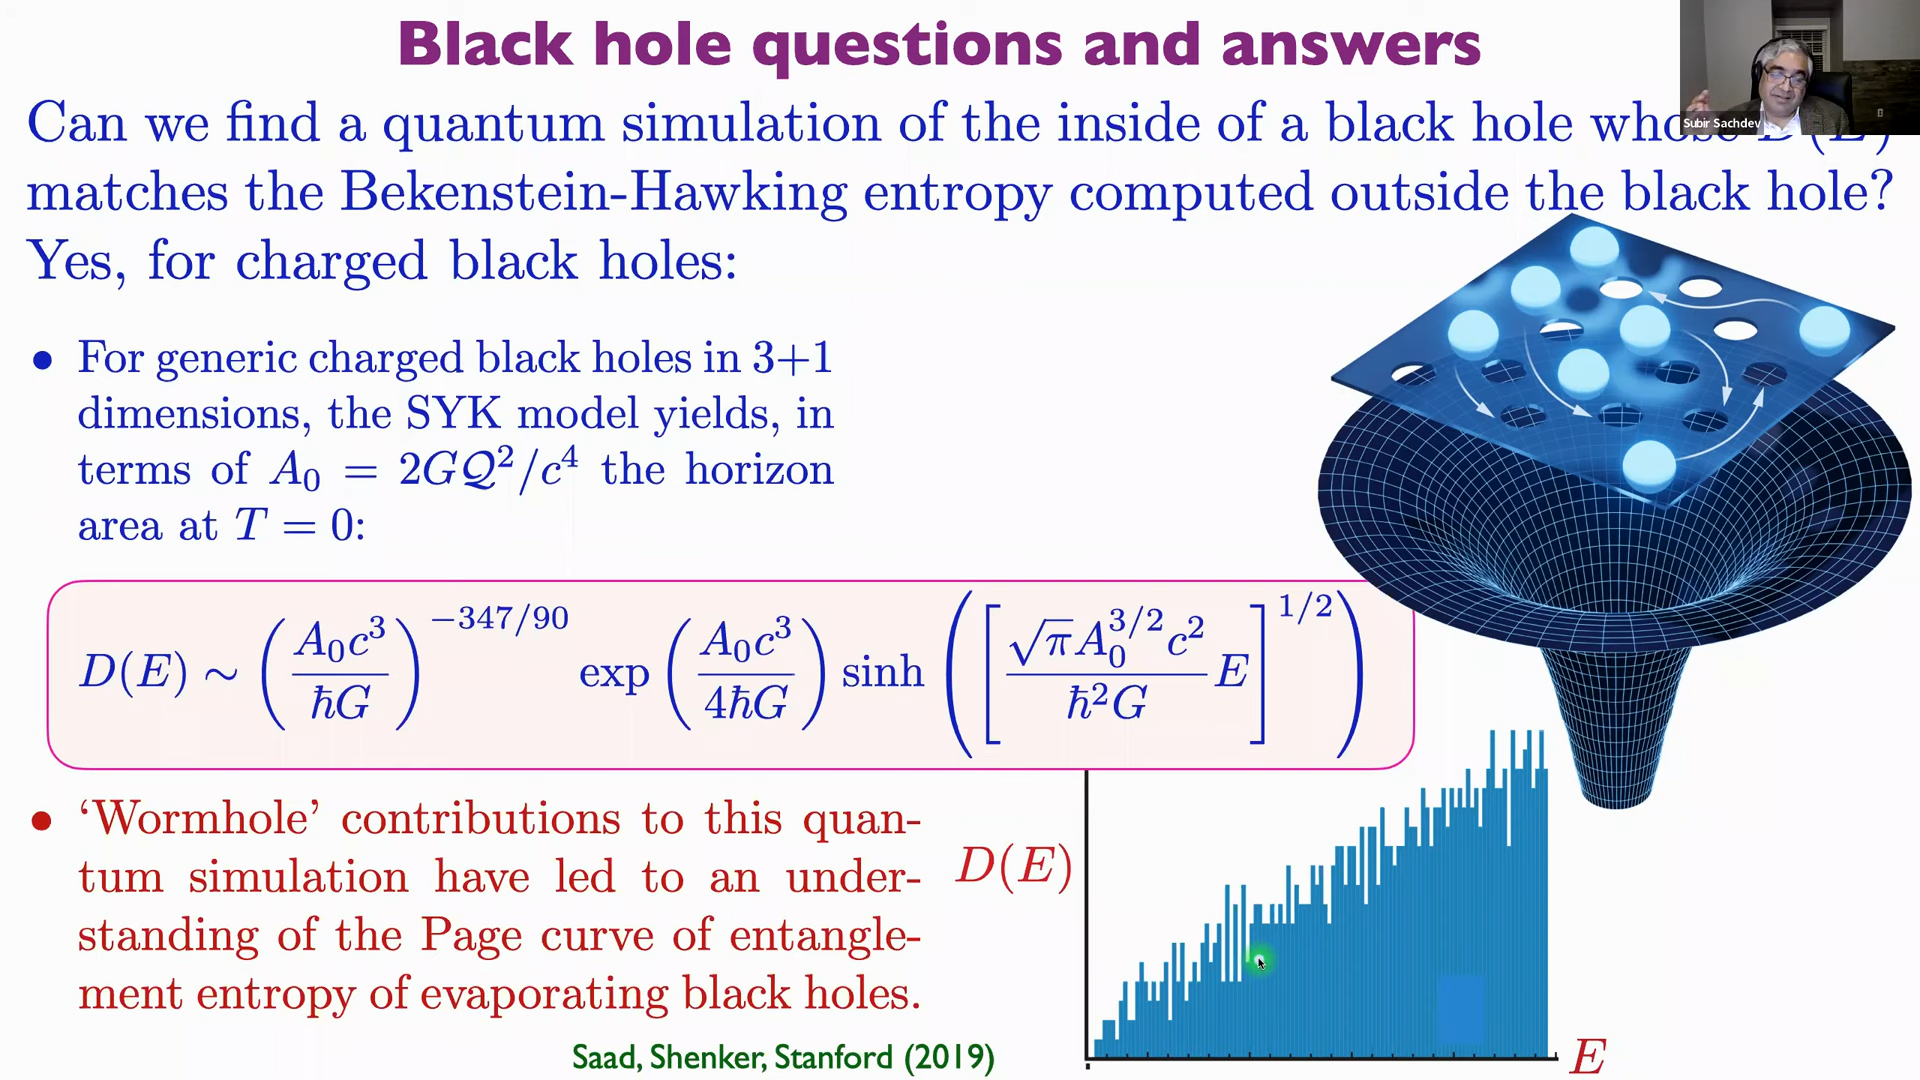 Black hole questions and answers
Subir Sachdev
Can we find a quantum simulation of the inside of a black hole whose D(E)
matches the Bekenstein-Hawking entropy computed outside the black hole?
Yes, for charged black holes:
• For generic charged black holes in 3+1
dimensions, the SYK model yields, in
terms of A₀ = 2G𝒬²/c⁴ the horizon
area at T = 0:
D(E) ∼ (A₀c³/ħG)^(−347/90) exp(A₀c³/4ħG) sinh([√π A₀^(3/2) c²/ħ²G E]^(1/2))
• ‘Wormhole’ contributions to this quan-
tum simulation have led to an under-
standing of the Page curve of entangle-
ment entropy of evaporating black holes.
Saad, Shenker, Stanford (2019)
D(E)
E